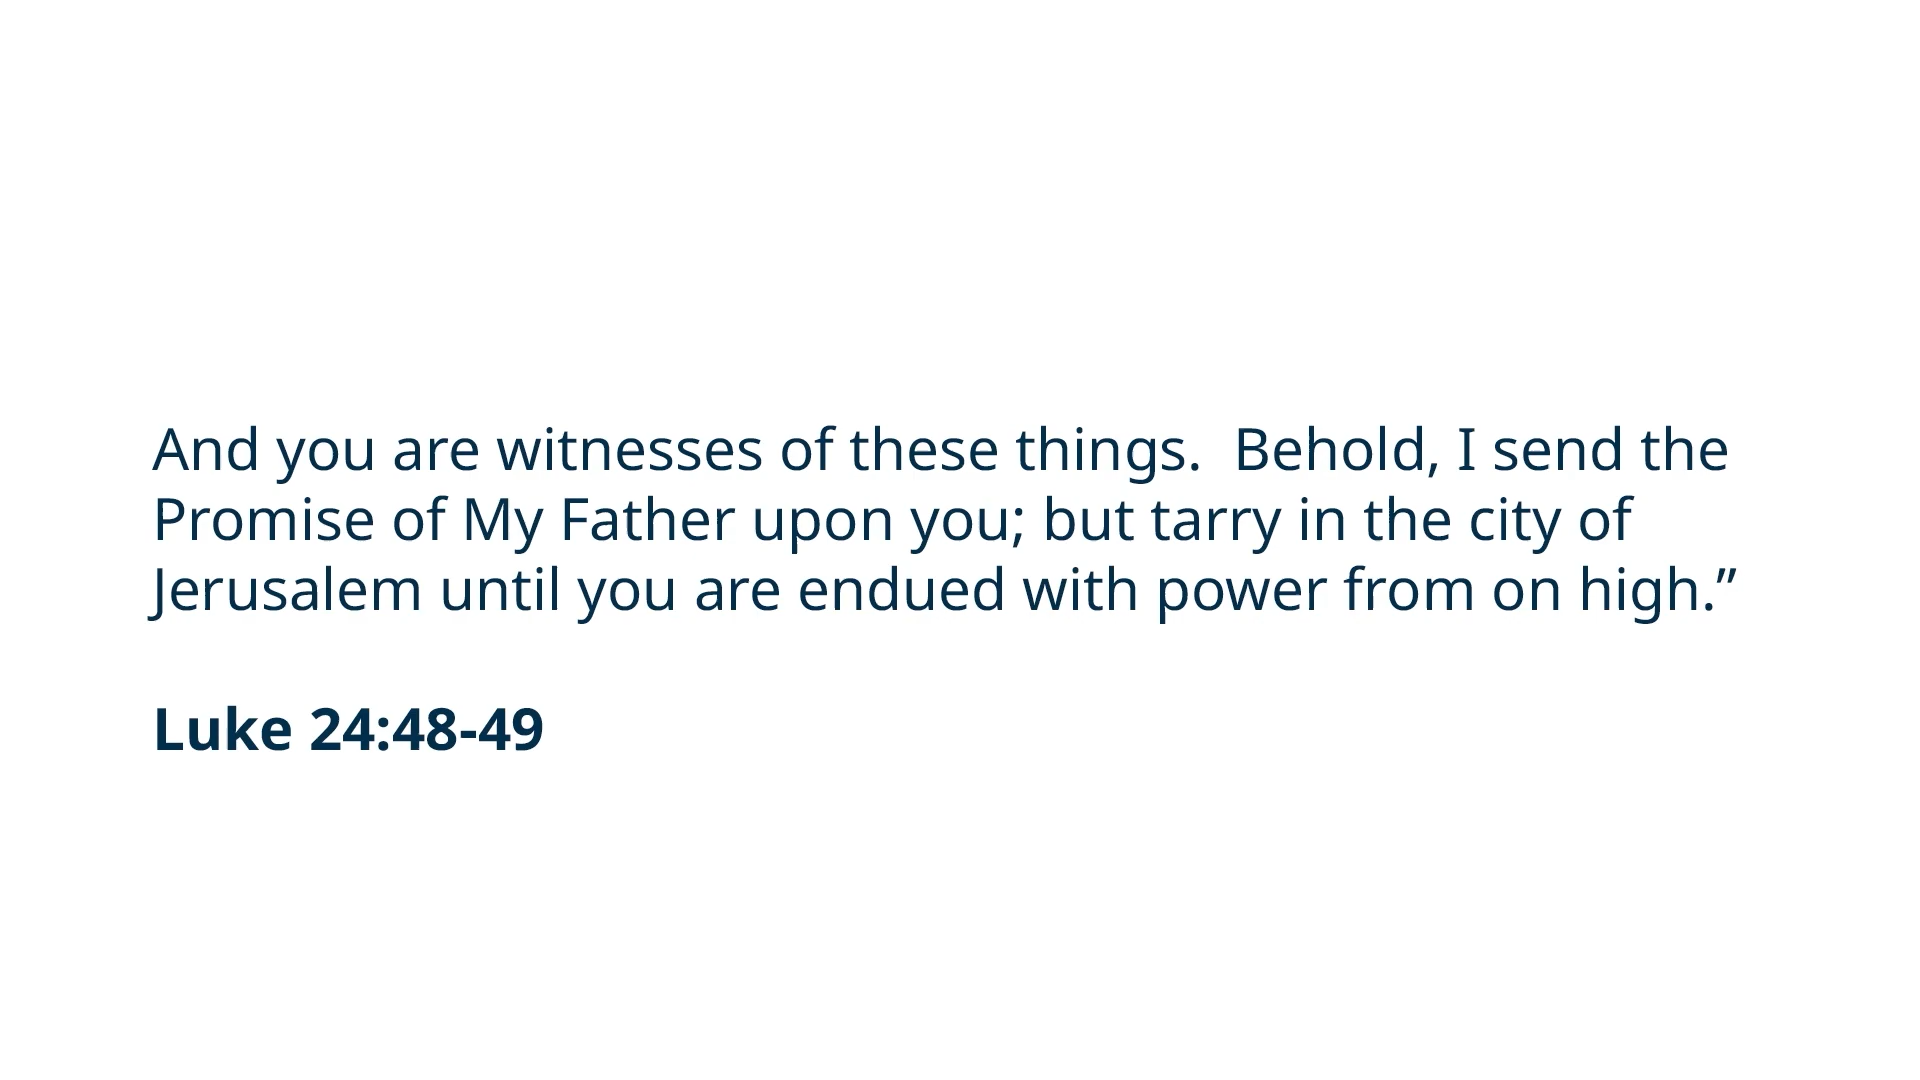 And you are witnesses of these things.  Behold, I send the
Promise of My Father upon you; but tarry in the city of
Jerusalem until you are endued with power from on high.”
Luke 24:48-49